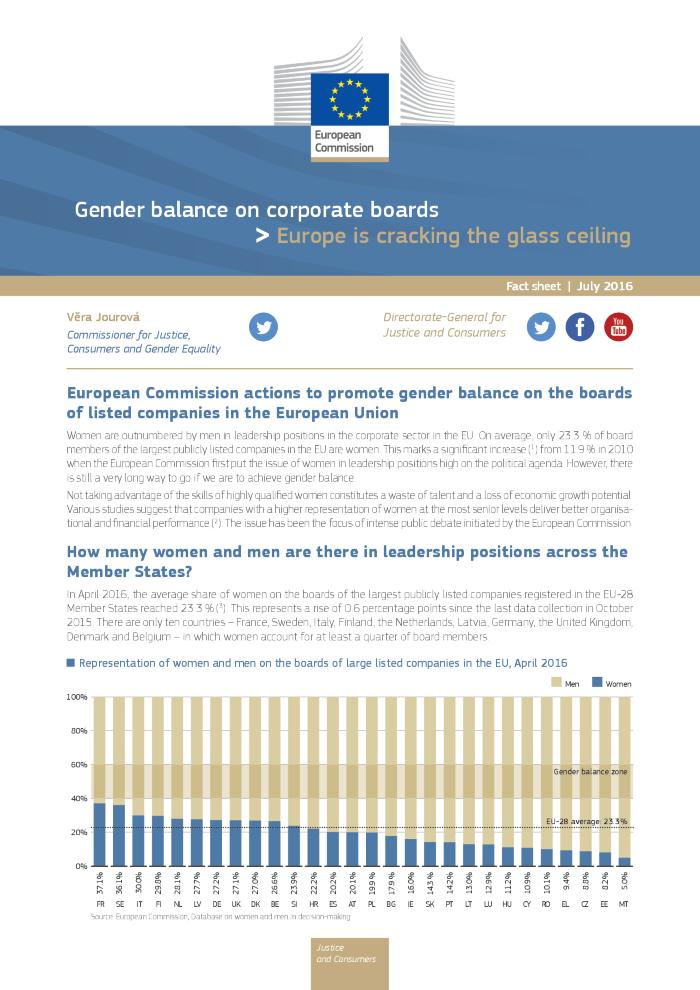 European
Commission
Gender balance on corporate boards
> Europe is cracking the glass ceiling
Fact sheet | July 2016
Věra Jourová
Commissioner for Justice,
Consumers and Gender Equality
Directorate-General for
Justice and Consumers
You
Tube
European Commission actions to promote gender balance on the boards
of listed companies in the European Union
Women are outnumbered by men in leadership positions in the corporate sector in the EU. On average, only 23.3 % of board
members of the largest publicly listed companies in the EU are women. This marks a significant increase (¹) from 11.9 % in 2010
when the European Commission first put the issue of women in leadership positions high on the political agenda. However, there
is still a very long way to go if we are to achieve gender balance.
Not taking advantage of the skills of highly qualified women constitutes a waste of talent and a loss of economic growth potential.
Various studies suggest that companies with a higher representation of women at the most senior levels deliver better organisa-
tional and financial performance (²). The issue has been the focus of intense public debate initiated by the European Commission.
How many women and men are there in leadership positions across the
Member States?
In April 2016, the average share of women on the boards of the largest publicly listed companies registered in the EU-28
Member States reached 23.3 % (³). This represents a rise of 0.6 percentage points since the last data collection in October
2015. There are only ten countries – France, Sweden, Italy, Finland, the Netherlands, Latvia, Germany, the United Kingdom,
Denmark and Belgium – in which women account for at least a quarter of board members.
Representation of women and men on the boards of large listed companies in the EU, April 2016
Men Women
100%
80%
60%
Gender balance zone
40%
EU-28 average: 23.3%
20%
0%
37.1% 36.1% 30.0% 29.8% 28.1% 27.7% 27.2% 27.1% 27.0% 26.6% 23.9% 22.2% 20.2% 20.1% 19.9 % 17.9 % 16.0% 14.3 % 14.2% 13.0% 12.9% 11.2% 10.9% 10.1% 9.4% 8.8% 8.2% 5.0%
FR SE IT FI NL LV DE UK DK BE SI HR ES AT PL BG IE SK PT LT LU HU CY RO EL CZ EE MT
Source: European Commission, Database on women and men in decision-making
Justice
and Consumers